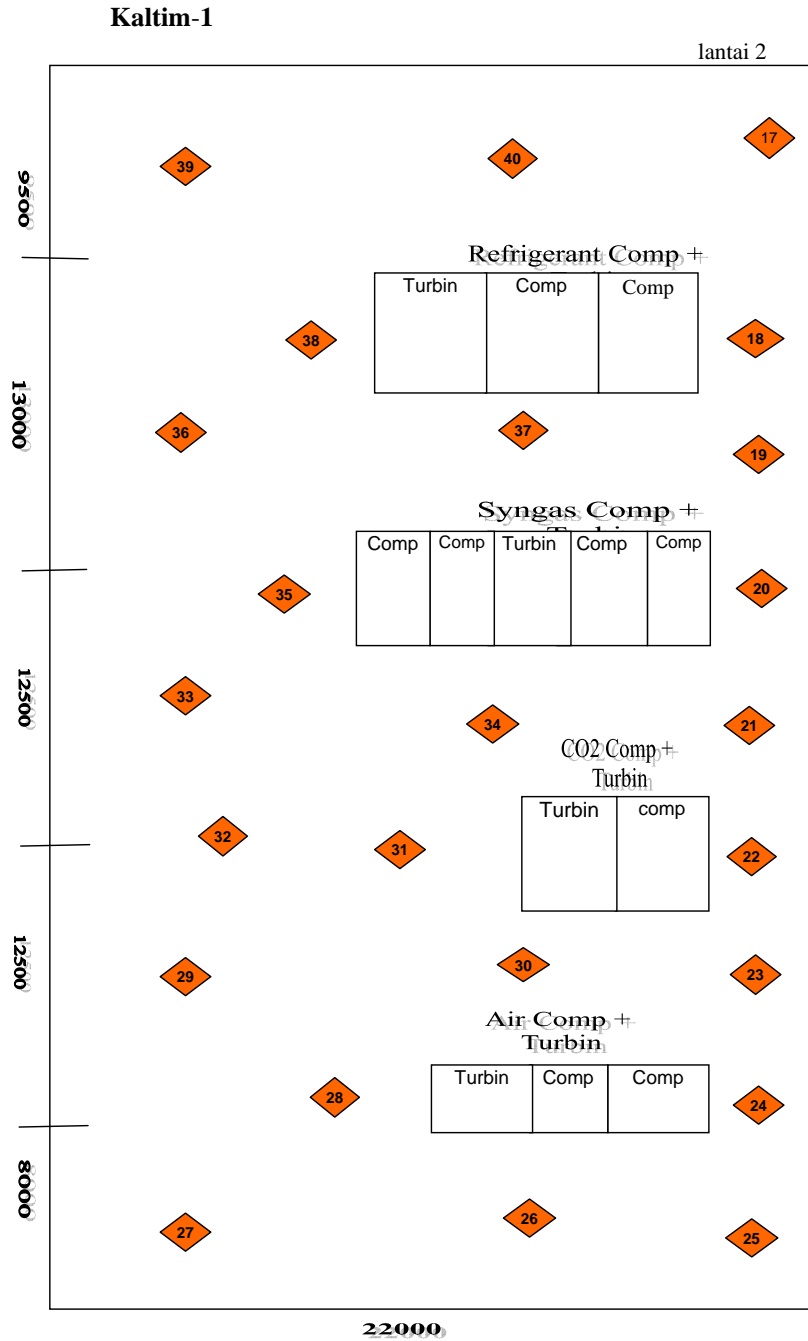 Kaltim-1
lantai 2
17
39
40
9500
Refrigerant Comp +
Turbin Comp Comp
38
18
13000
36
37
19
Syngas Comp +
Turbin
Comp Comp Turbin Comp Comp
35
20
12500
33
34
21
CO2 Comp +
Turbin
Turbin comp
32
31
22
12500
29
30
23
Air Comp +
Turbin
Turbin Comp Comp
28
24
8000
27
26
25
22000